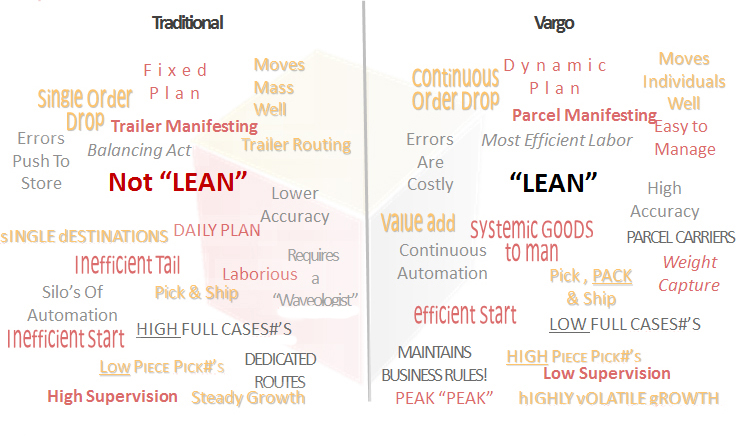 Traditional
Fixed
Plan
Moves
Mass
Well
Single Order
Drop
Trailer Manifesting
Errors
Push To
Store
Balancing Act
Trailer Routing
Not “LEAN”
Lower
Accuracy
sINGLE dESTINATIONS
DAILY PLAN
Inefficient Tail
Requires
a
“Waveologist”
Laborious
Silo’s Of
Automation
Pick & Ship
Inefficient Start
HIGH FULL CASES#’S
Low Piece Pick#’s
DEDICATED
ROUTES
High Supervision
Steady Growth
Vargo
continuous
Order Drop
Dynamic
Plan
Moves
Individuals
Well
Parcel Manifesting
Easy to
Manage
Errors
Are
Costly
Most Efficient Labor
“LEAN”
High
Accuracy
Value add
Systemic GOODS
to man
PARCEL CARRIERS
Continuous
Automation
Weight
Capture
Pick , PACK
& Ship
efficient Start
LOW FULL CASES#’S
MAINTAINS
BUSINESS RULES!
HIGH Piece Pick#’s
Low Supervision
PEAK “PEAK”
hIGHLY vOLATILE gROWTH